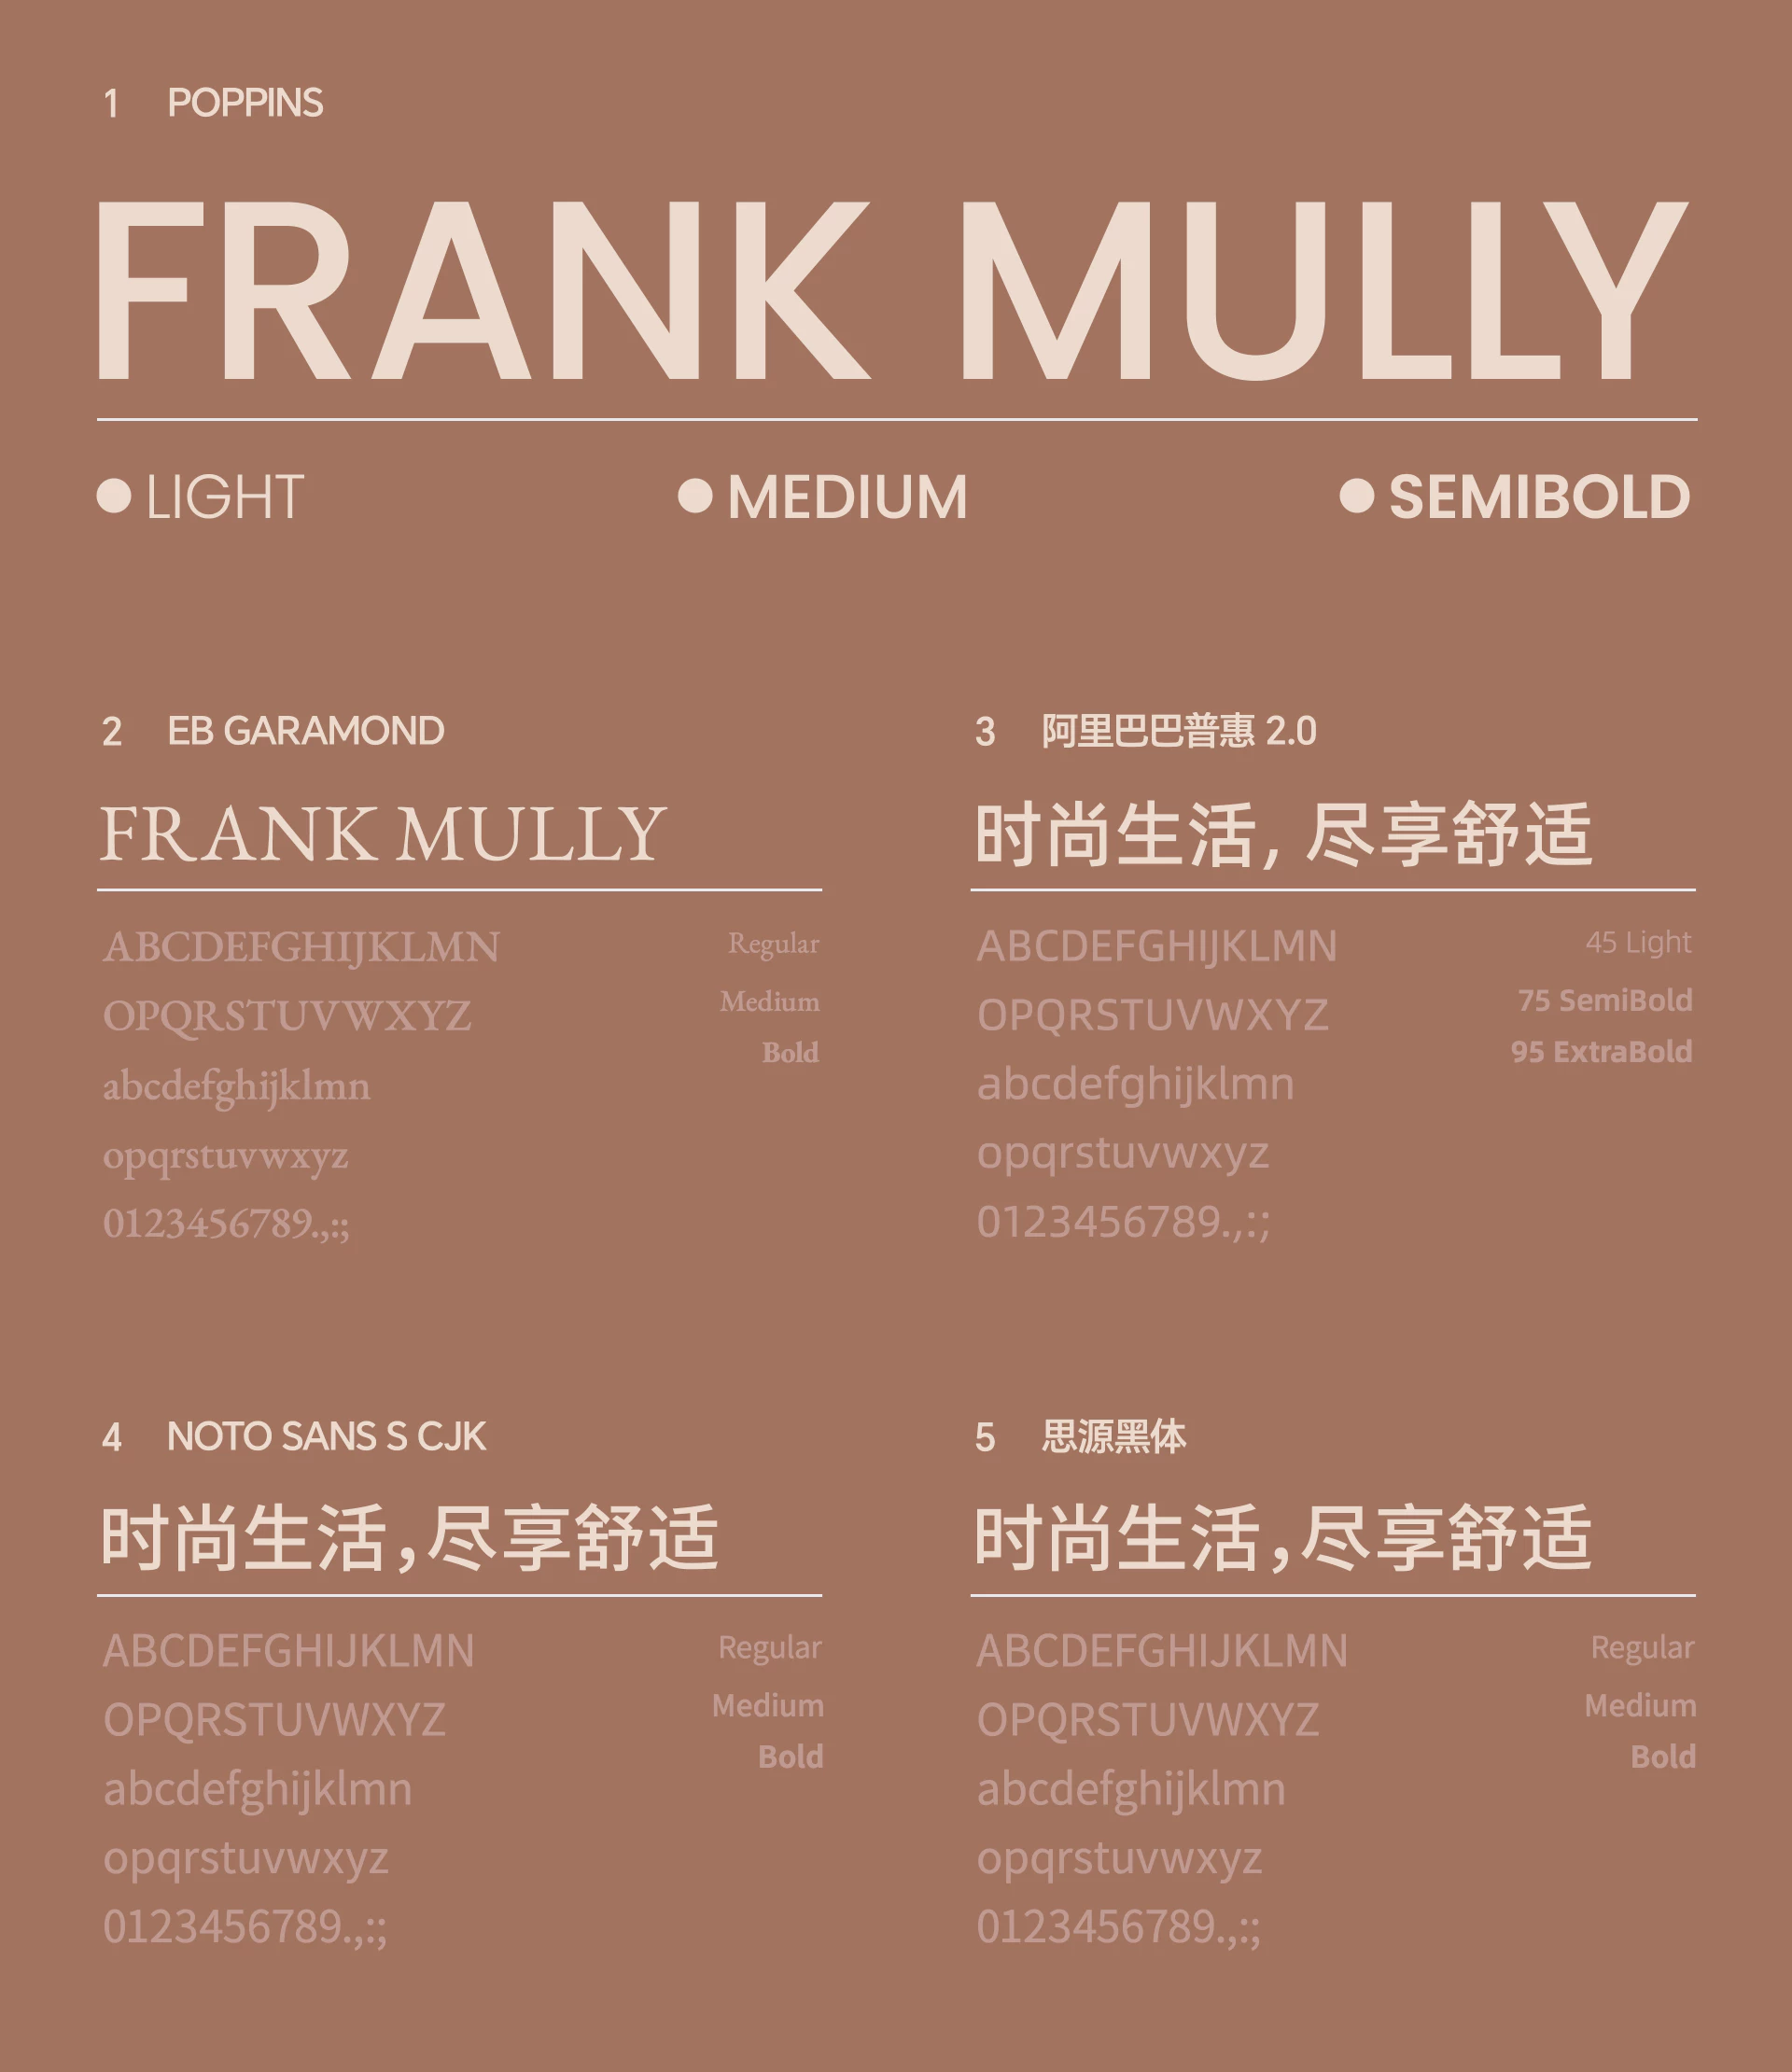 1 POPPINS
FRANK MULLY
LIGHT
MEDIUM
SEMIBOLD
2 EB GARAMOND
FRANK MULLY
ABCDEFGHIJKLMN
OPQRSTUVWXYZ
abcdefghijklmn
opqrstuvwxyz
0123456789.,:;
Regular
Medium
Bold
3 阿里巴巴普惠 2.0
时尚生活, 尽享舒适
ABCDEFGHIJKLMN
OPQRSTUVWXYZ
abcdefghijklmn
opqrstuvwxyz
0123456789.,:;
45 Light
75 SemiBold
95 ExtraBold
4 NOTO SANS S CJK
时尚生活,尽享舒适
ABCDEFGHIJKLMN
OPQRSTUVWXYZ
abcdefghijklmn
opqrstuvwxyz
0123456789.,:;
Regular
Medium
Bold
5 思源黑体
时尚生活,尽享舒适
ABCDEFGHIJKLMN
OPQRSTUVWXYZ
abcdefghijklmn
opqrstuvwxyz
0123456789.,:;
Regular
Medium
Bold